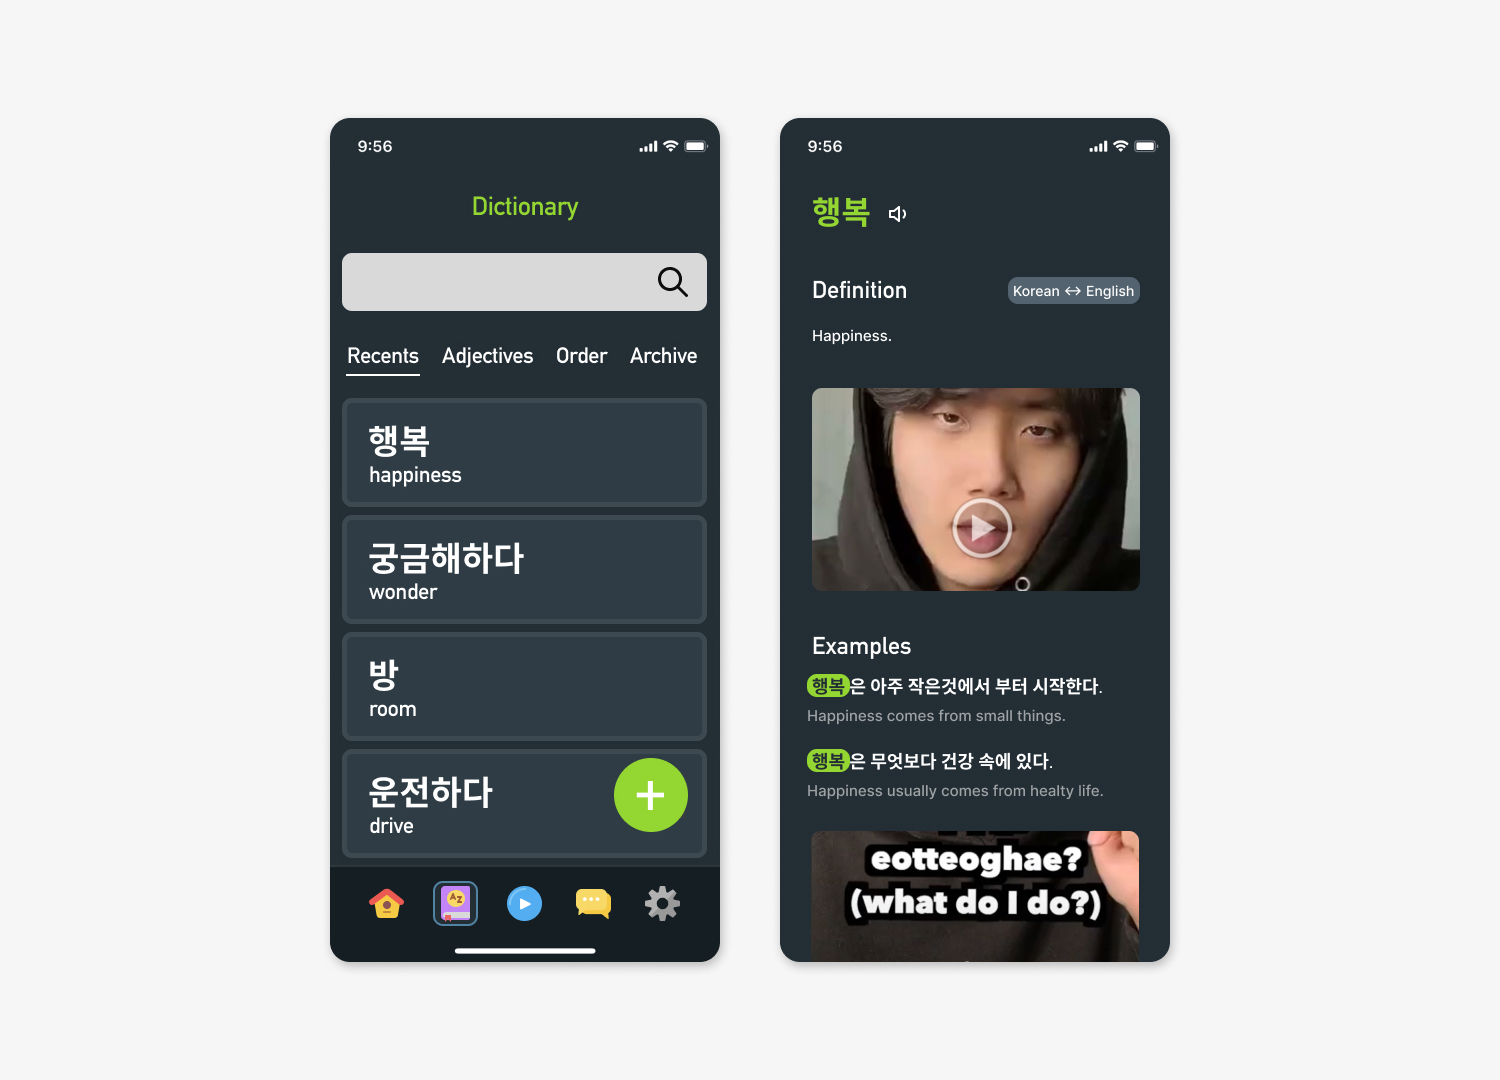 9:56
Dictionary
Recents Adjectives Order Archive
행복
happiness
궁금해하다
wonder
방
room
운전하다
drive
AZ
9:56
행복
Definition
Korean ↔ English
Happiness.
Examples
행복은 아주 작은것에서 부터 시작한다.
Happiness comes from small things.
행복은 무엇보다 건강 속에 있다.
Happiness usually comes from healty life.
eotteoghae?
(what do I do?)